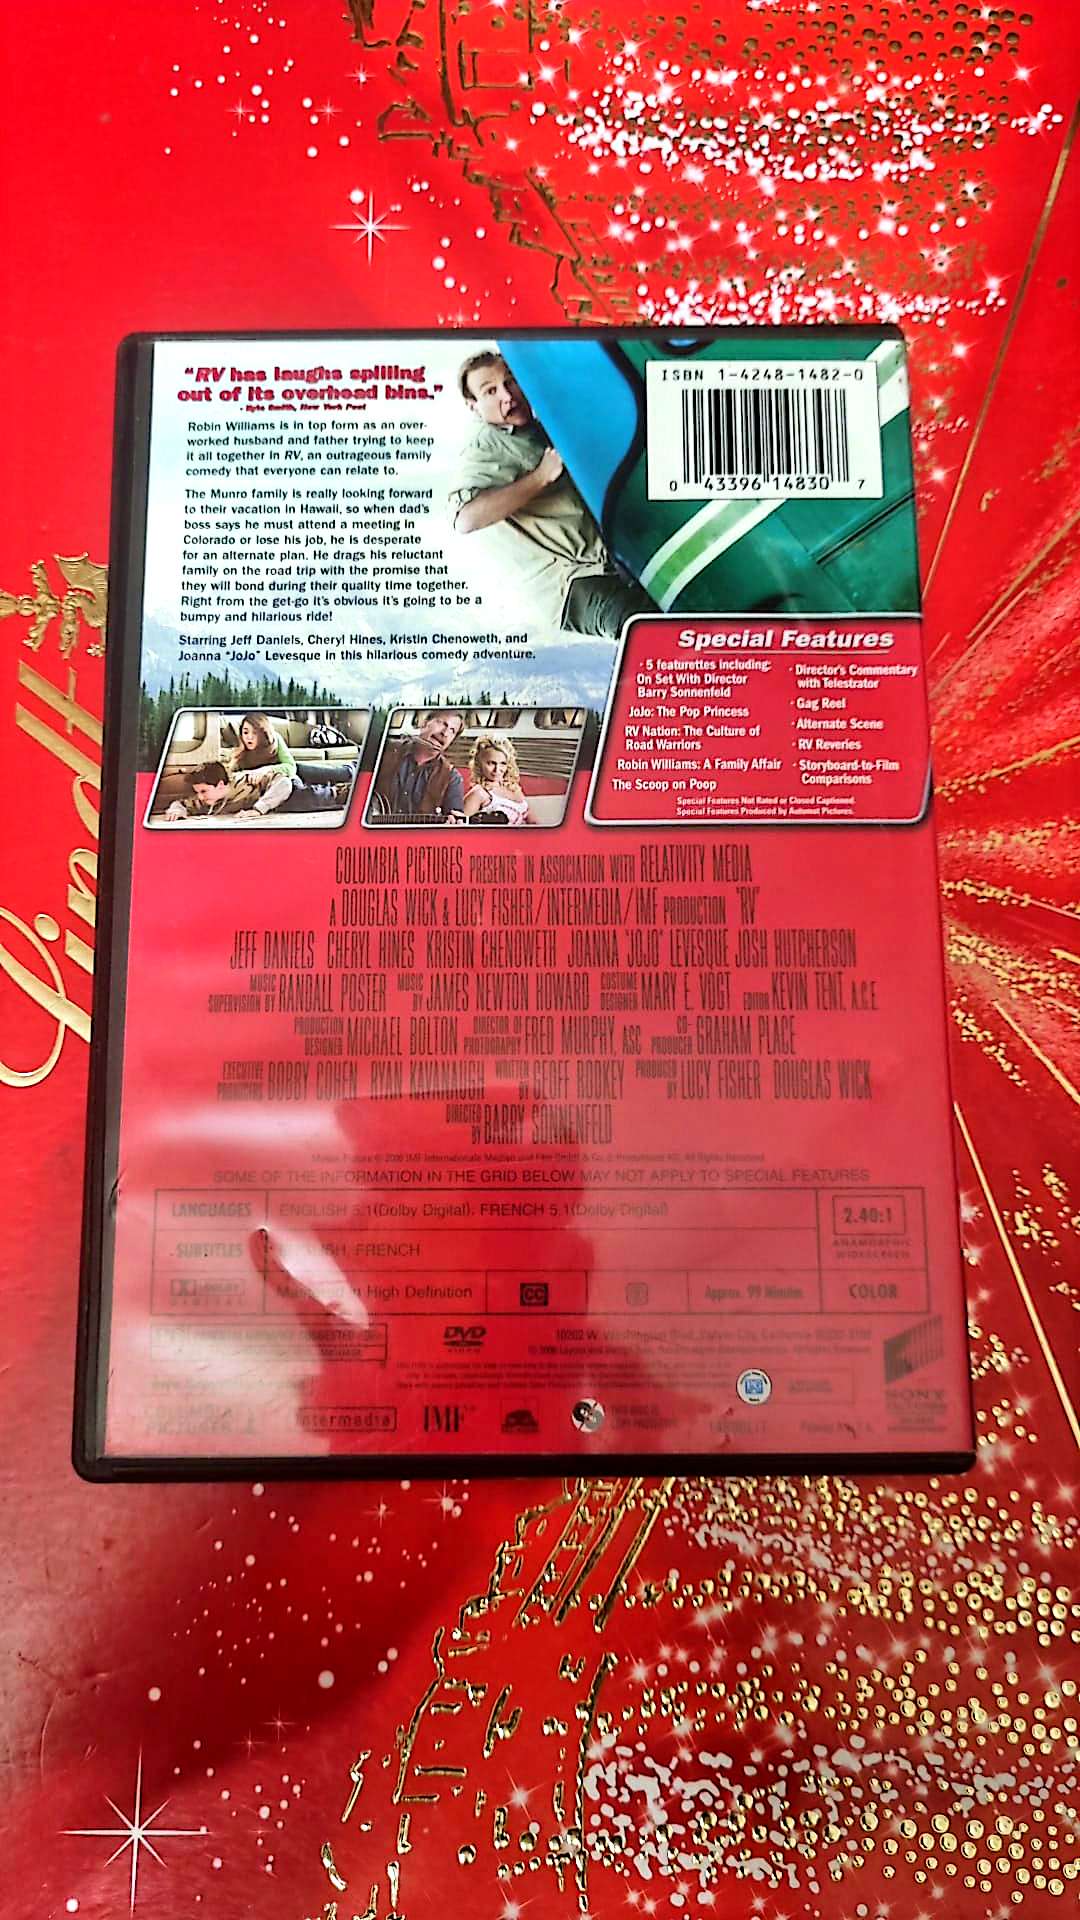 "RV has laughs spilling
out of its overhead bins."
- Kyle Smith, New York Post
Robin Williams is in top form as an over-
worked husband and father trying to keep
it all together in RV, an outrageous family
comedy that everyone can relate to.
The Munro family is really looking forward
to their vacation in Hawaii, so when dad's
boss says he must attend a meeting in
Colorado or lose his job, he is desperate
for an alternate plan. He drags his reluctant
family on the road trip with the promise that
they will bond during their quality time together.
Right from the get-go it's obvious it's going to be a
bumpy and hilarious ride!
Starring Jeff Daniels, Cheryl Hines, Kristin Chenoweth, and
Joanna "JoJo" Levesque in this hilarious comedy adventure.
ISBN 1-4248-1482-0
0 43396 14830 7
Special Features
· 5 featurettes including:
On Set With Director
Barry Sonnenfeld
JoJo: The Pop Princess
RV Nation: The Culture of
Road Warriors
Robin Williams: A Family Affair
The Scoop on Poop
· Director's Commentary
with Telestrator
· Gag Reel
· Alternate Scene
· RV Reveries
· Storyboard-to-Film
Comparisons
Special Features Not Rated or Closed Captioned.
Special Features Produced by Automat Pictures.
COLUMBIA PICTURES PRESENTS IN ASSOCIATION WITH RELATIVITY MEDIA
A DOUGLAS WICK & LUCY FISHER/INTERMEDIA/IMF PRODUCTION "RV"
JEFF DANIELS CHERYL HINES KRISTIN CHENOWETH JOANNA "JOJO" LEVESQUE JOSH HUTCHERSON
MUSIC SUPERVISION BY RANDALL POSTER MUSIC BY JAMES NEWTON HOWARD COSTUME DESIGNER MARY E. VOGT EDITOR KEVIN TENT, A.C.E
PRODUCTION DESIGNER MICHAEL BOLTON DIRECTOR OF PHOTOGRAPHY FRED MURPHY, ASC CO-PRODUCER GRAHAM PLACE
EXECUTIVE PRODUCERS BOBBY COHEN RYAN KAVANAUGH WRITTEN BY GEOFF RODKEY PRODUCED BY LUCY FISHER DOUGLAS WICK
DIRECTED BY BARRY SONNENFELD
SOME OF THE INFORMATION IN THE GRID BELOW MAY NOT APPLY TO SPECIAL FEATURES
LANGUAGES ENGLISH 5.1(Dolby Digital), FRENCH 5.1(Dolby Digital)
2.40:1
ANAMORPHIC
WIDESCREEN
SUBTITLES ENGLISH, FRENCH
DOLBY
DIGITAL
Mastered in High Definition
CC
Approx. 99 Minutes
COLOR
DVD
VIDEO
intermedia
IMF
SONY
Lindt